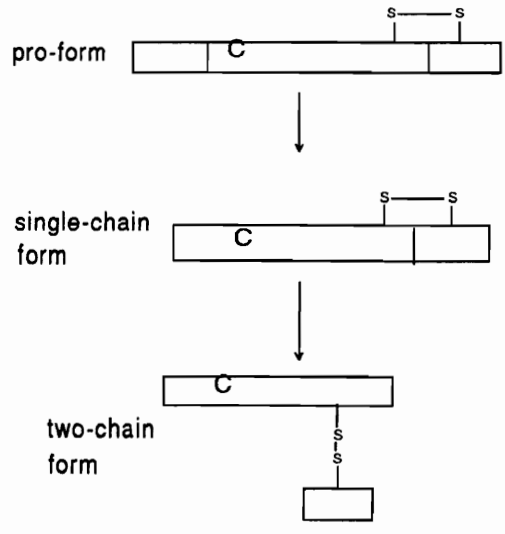 S S
pro-form C
S S
single-chain
form C
C
two-chain
form
S
S